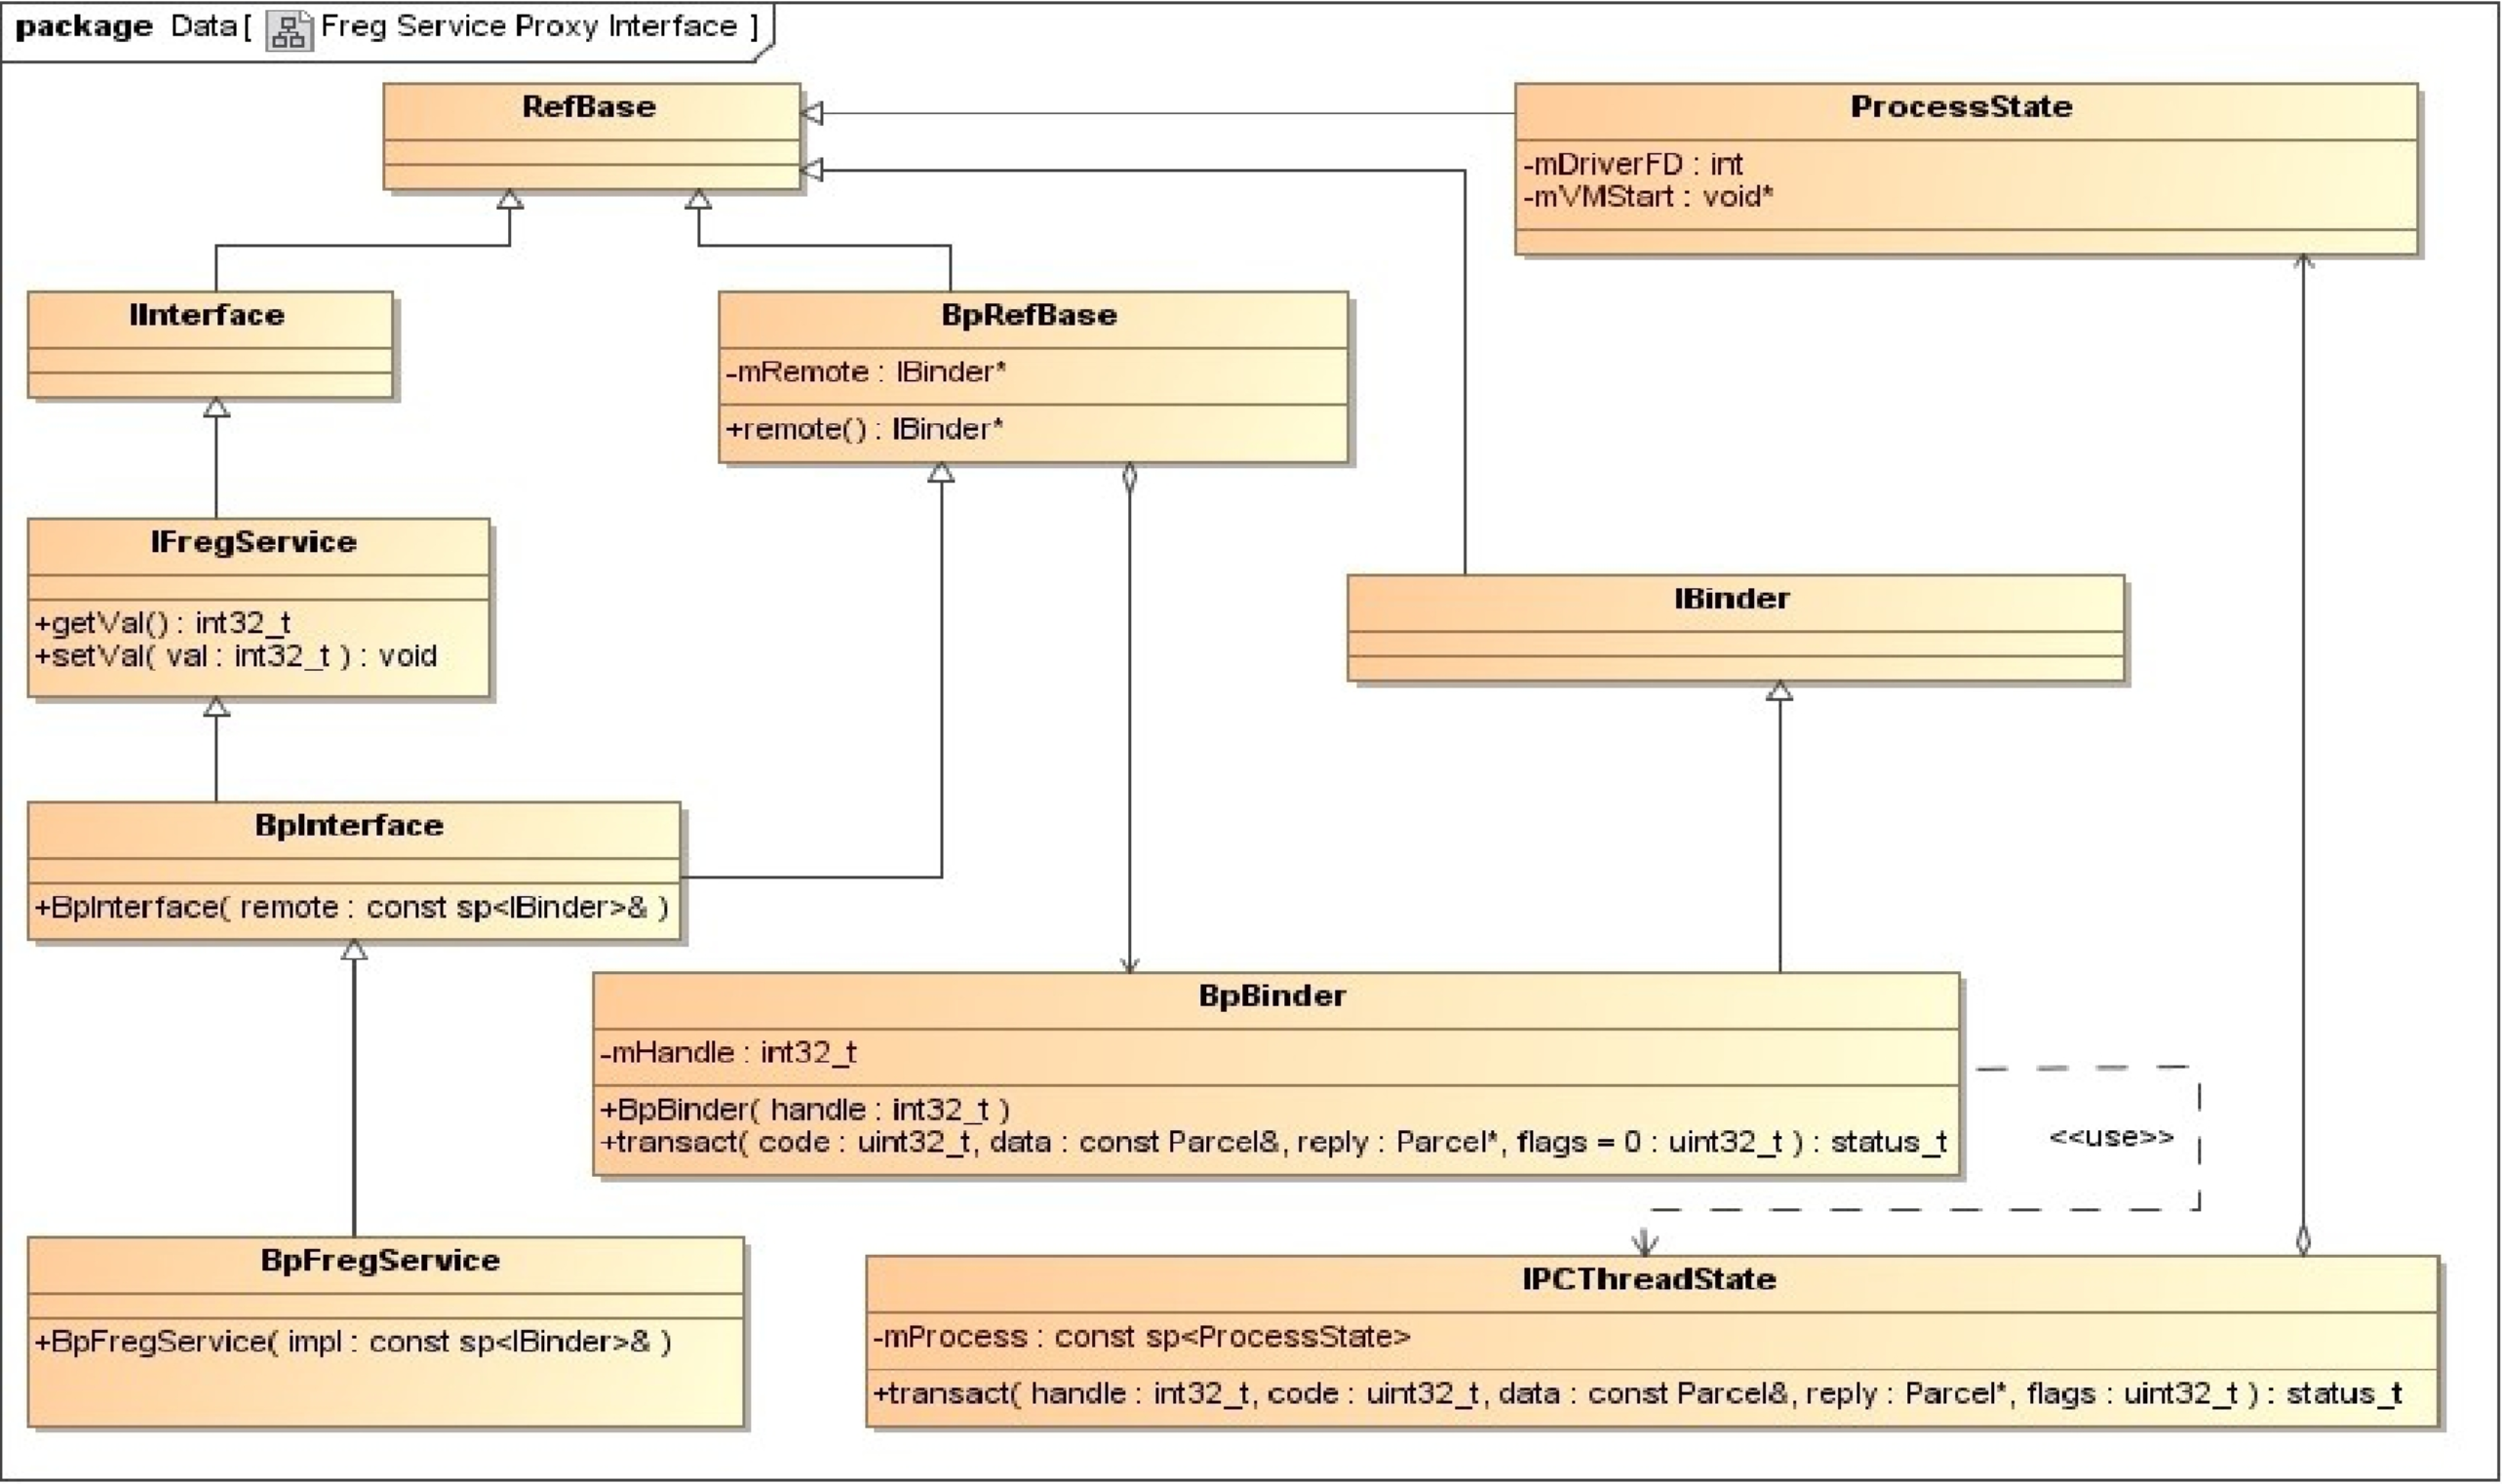 package Data[ Freg Service Proxy Interface ]
RefBase
ProcessState
-mDriverFD : int
-mVMStart : void*
IInterface
BpRefBase
-mRemote : IBinder*
+remote() : IBinder*
IFregService
+getVal() : int32_t
+setVal( val : int32_t ) : void
IBinder
BpInterface
+BpInterface( remote : const sp<IBinder>& )
BpBinder
-mHandle : int32_t
+BpBinder( handle : int32_t )
+transact( code : uint32_t, data : const Parcel&, reply : Parcel*, flags = 0 : uint32_t ) : status_t
<<use>>
BpFregService
+BpFregService( impl : const sp<IBinder>& )
IPCThreadState
-mProcess : const sp<ProcessState>
+transact( handle : int32_t, code : uint32_t, data : const Parcel&, reply : Parcel*, flags : uint32_t ) : status_t